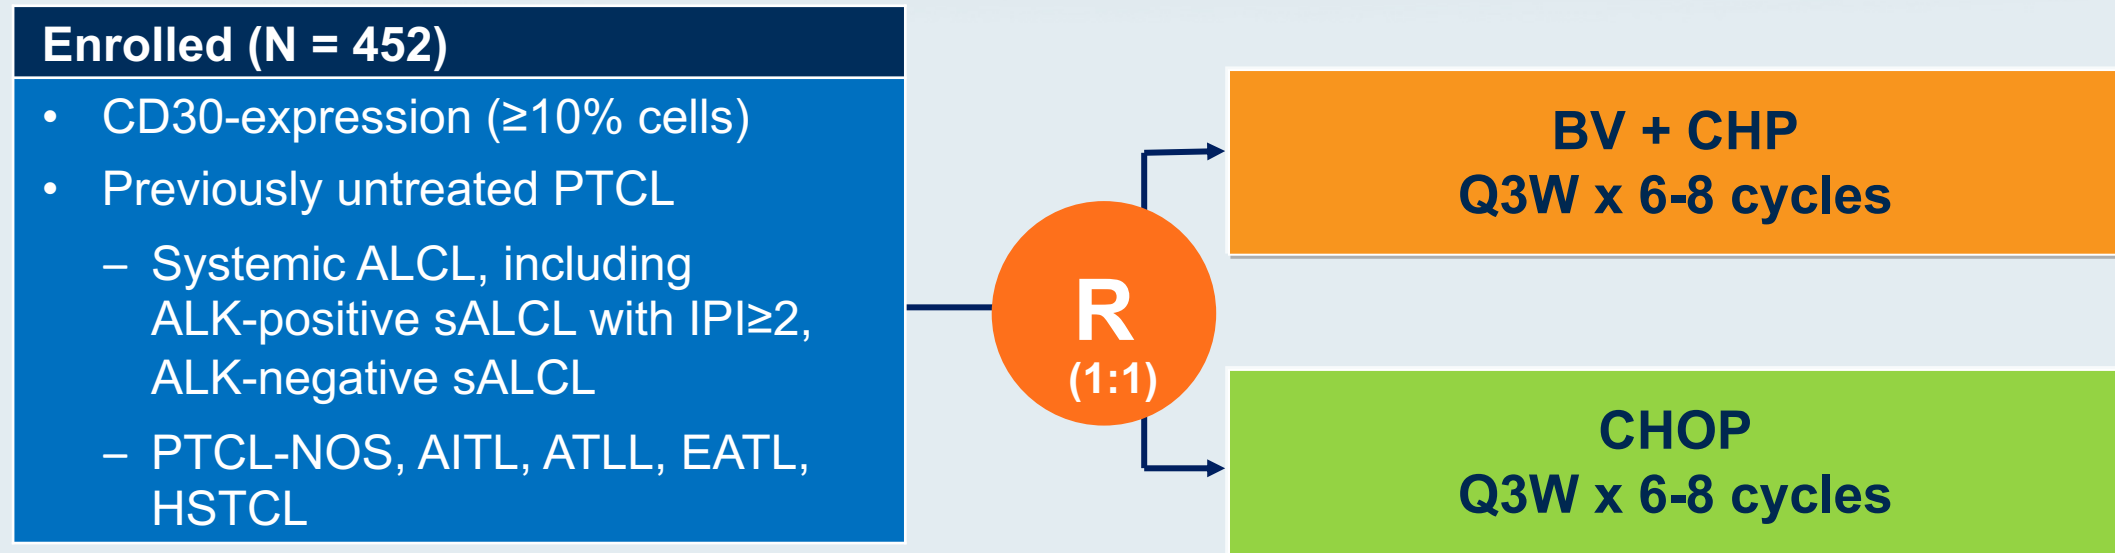 Enrolled (N = 452)
• CD30-expression (≥10% cells)
• Previously untreated PTCL
– Systemic ALCL, including
ALK-positive sALCL with IPI≥2,
ALK-negative sALCL
– PTCL-NOS, AITL, ATLL, EATL,
HSTCL
R
(1:1)
BV + CHP
Q3W x 6-8 cycles
CHOP
Q3W x 6-8 cycles